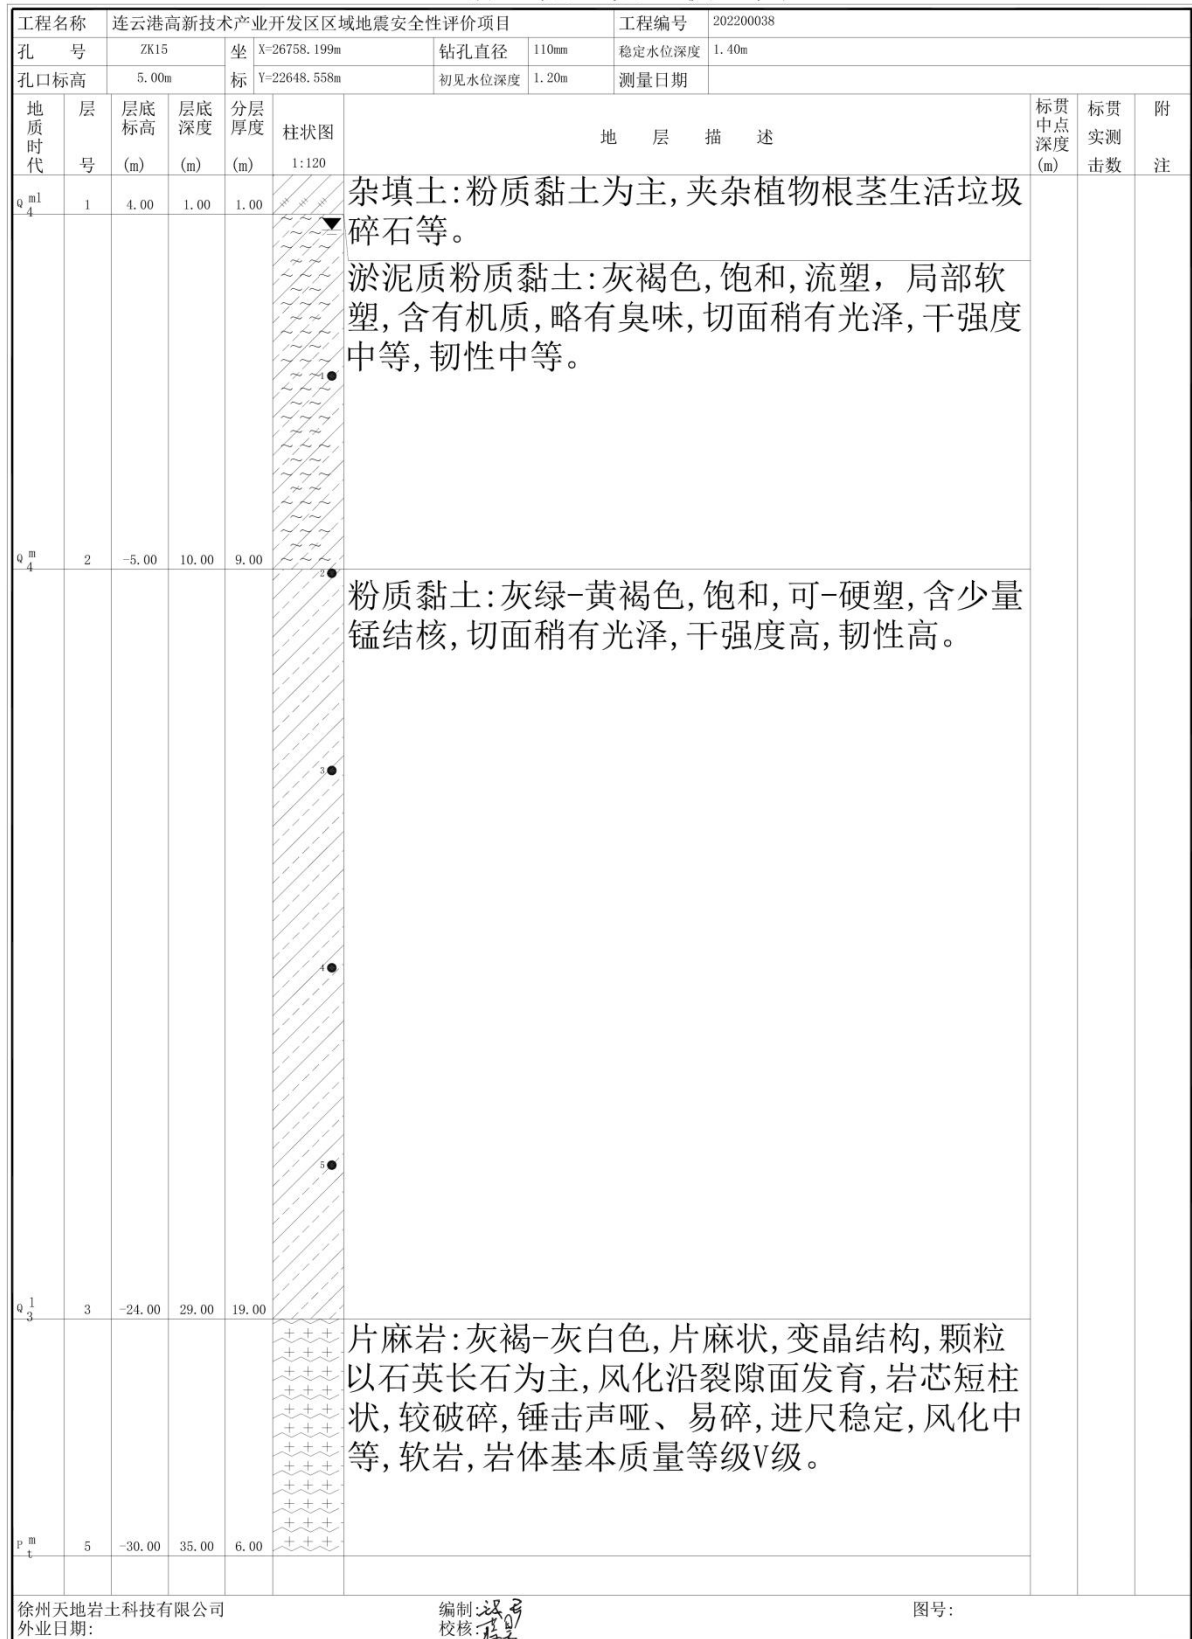 工程名称 连云港高新技术产业开发区区域地震安全性评价项目 工程编号 202200038
孔 号 ZK15 坐 X=26758.199m 钻孔直径 110mm 稳定水位深度 1.40m
孔口标高 5.00m 标 Y=22648.558m 初见水位深度 1.20m 测量日期
地质时代 层号 层底标高(m) 层底深度(m) 分层厚度(m) 柱状图 1:120 地 层 描 述 标贯中点深度(m) 标贯实测击数 附注
Q4ml 1 4.00 1.00 1.00
杂填土:粉质黏土为主,夹杂植物根茎生活垃圾
碎石等。
淤泥质粉质黏土:灰褐色,饱和,流塑，局部软
塑,含有机质,略有臭味,切面稍有光泽,干强度
中等,韧性中等。
1
Q4m 2 -5.00 10.00 9.00
2
粉质黏土:灰绿-黄褐色,饱和,可-硬塑,含少量
锰结核,切面稍有光泽,干强度高,韧性高。
3
4
5
Q3l 3 -24.00 29.00 19.00
片麻岩:灰褐-灰白色,片麻状,变晶结构,颗粒
以石英长石为主,风化沿裂隙面发育,岩芯短柱
状,较破碎,锤击声哑、易碎,进尺稳定,风化中
等,软岩,岩体基本质量等级V级。
Ptm 5 -30.00 35.00 6.00
徐州天地岩土科技有限公司 编制: 图号:
外业日期: 校核: